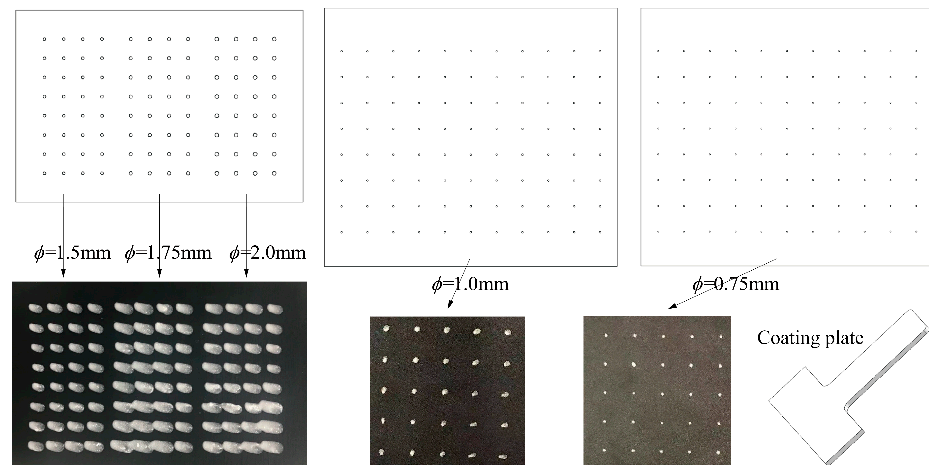 ϕ=1.5mm
ϕ=1.75mm
ϕ=2.0mm
ϕ=1.0mm
ϕ=0.75mm
Coating plate